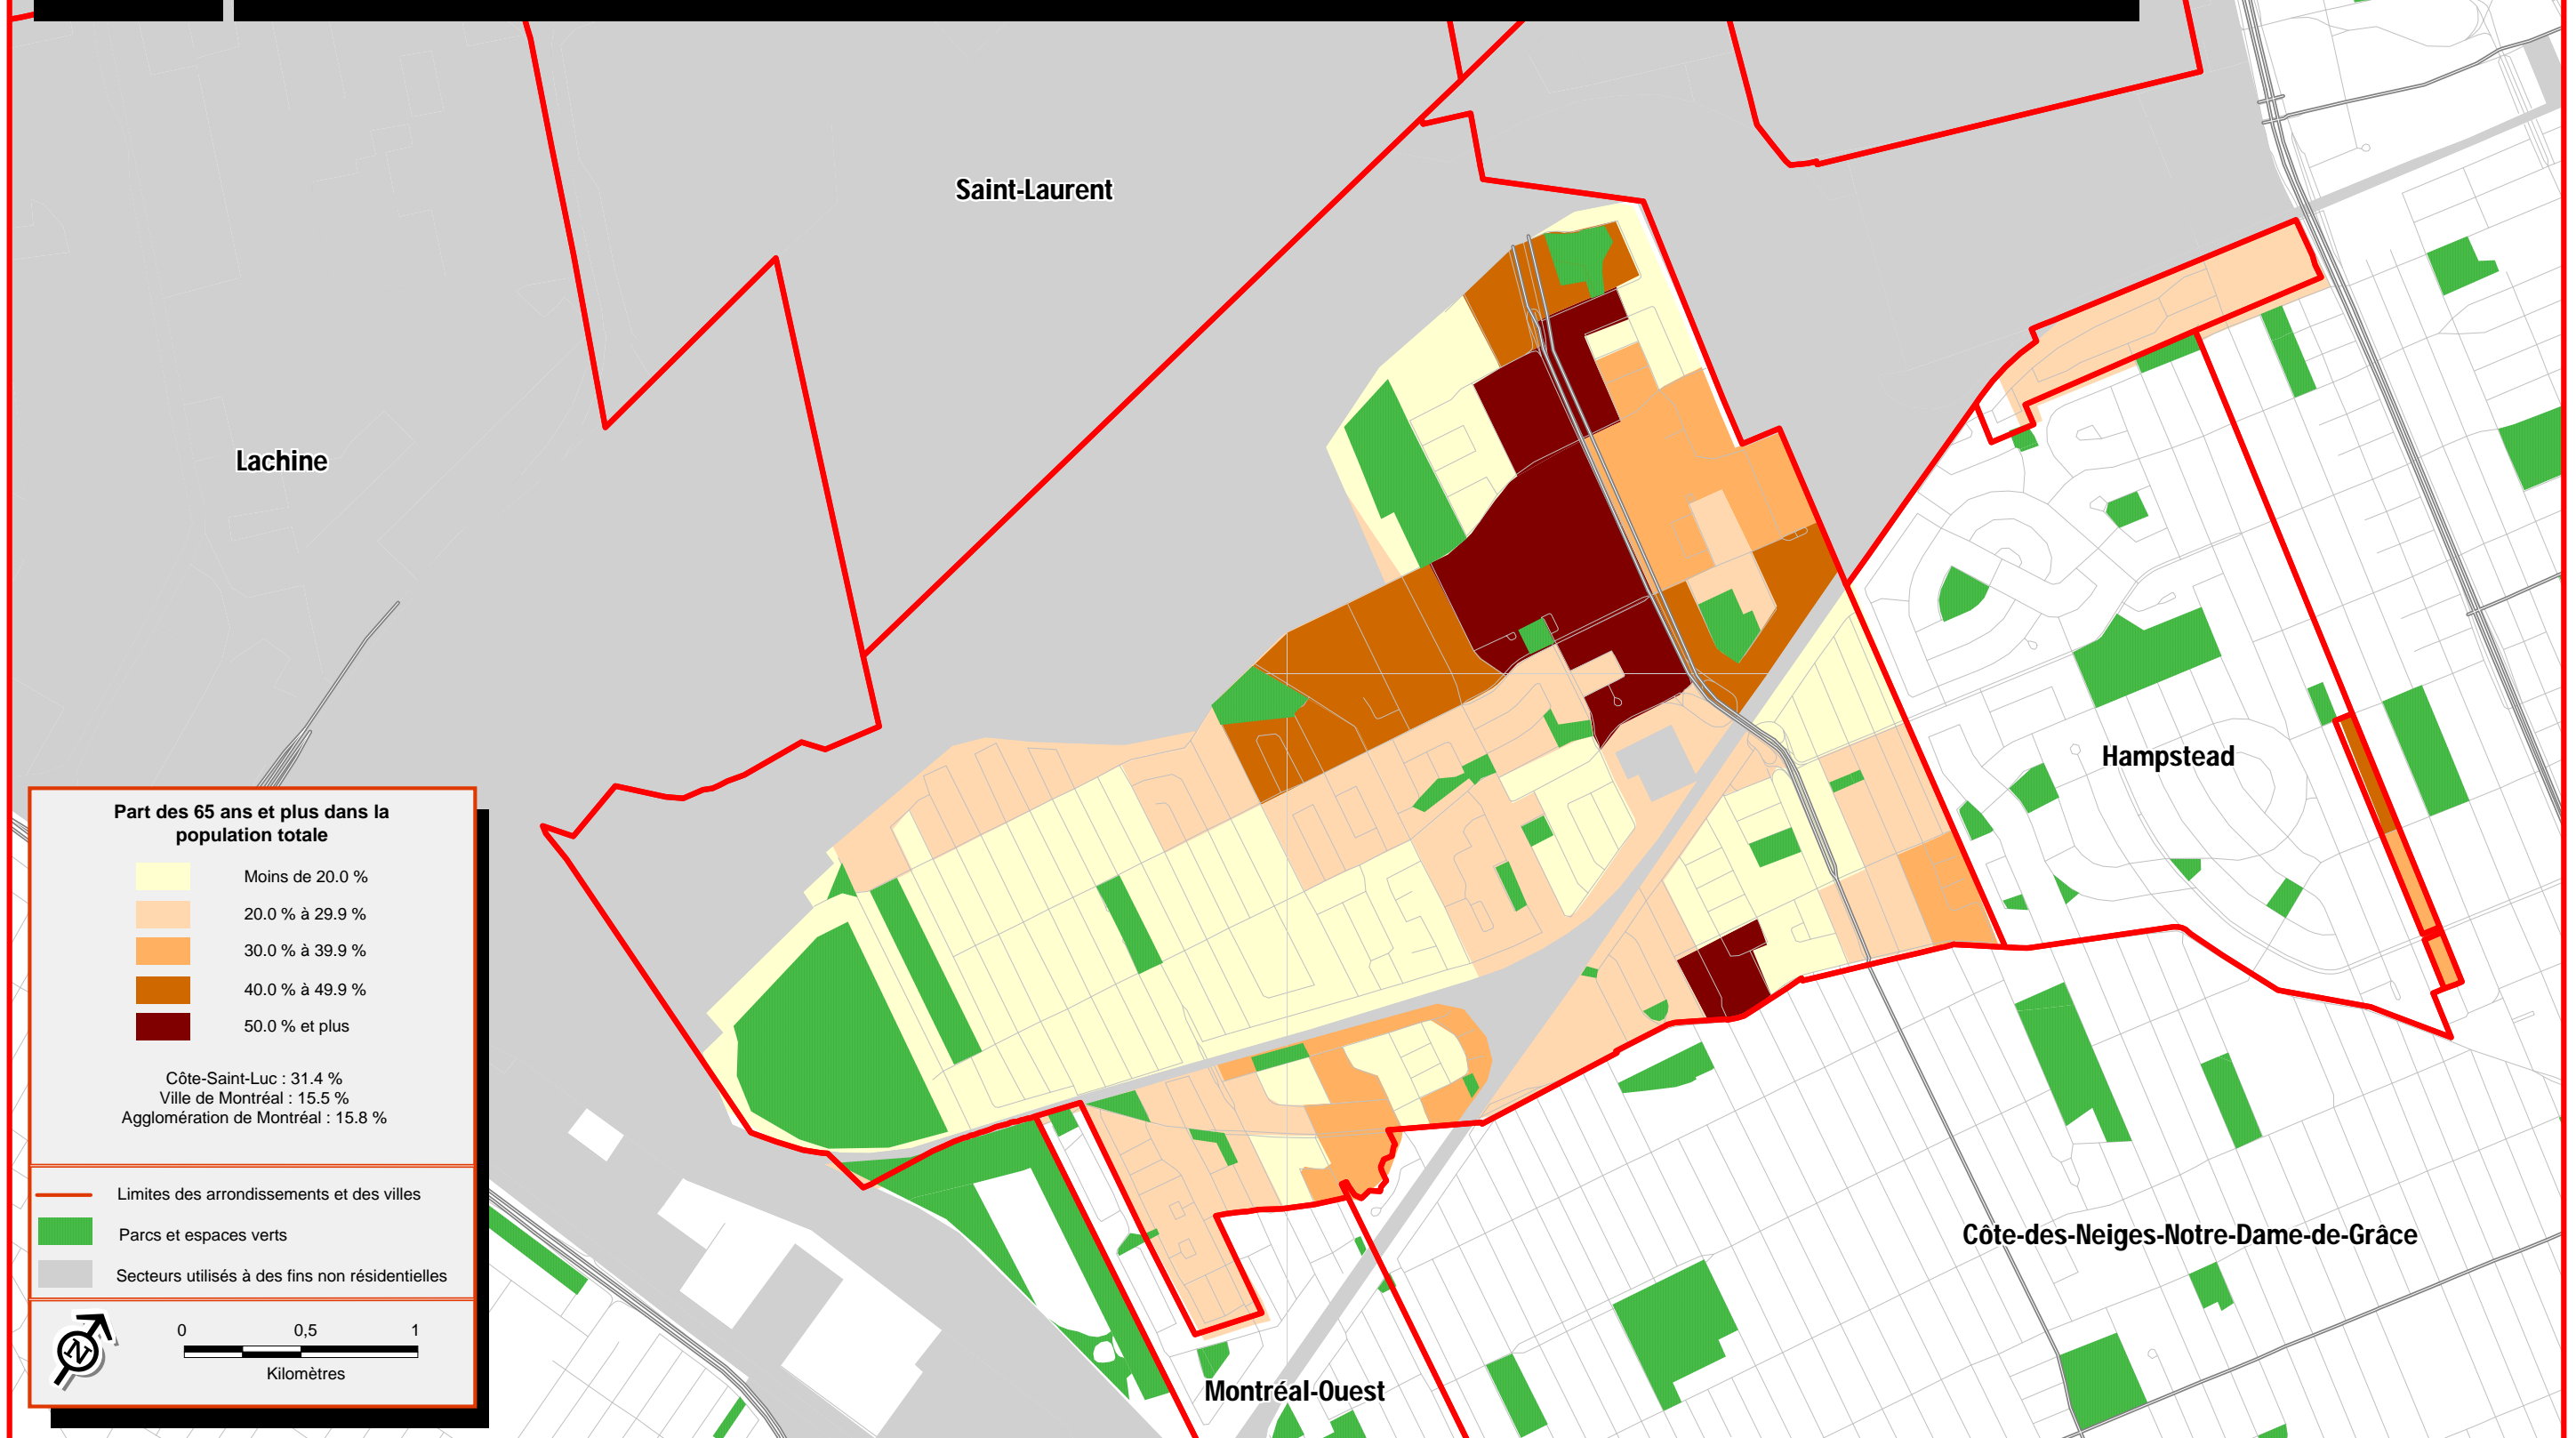 Saint-Laurent
Lachine
Hampstead
Côte-des-Neiges-Notre-Dame-de-Grâce
Montréal-Ouest
Part des 65 ans et plus dans la
population totale
Moins de 20.0 %
20.0 % à 29.9 %
30.0 % à 39.9 %
40.0 % à 49.9 %
50.0 % et plus
Côte-Saint-Luc : 31.4 %
Ville de Montréal : 15.5 %
Agglomération de Montréal : 15.8 %
Limites des arrondissements et des villes
Parcs et espaces verts
Secteurs utilisés à des fins non résidentielles
N
0 0,5 1
Kilomètres